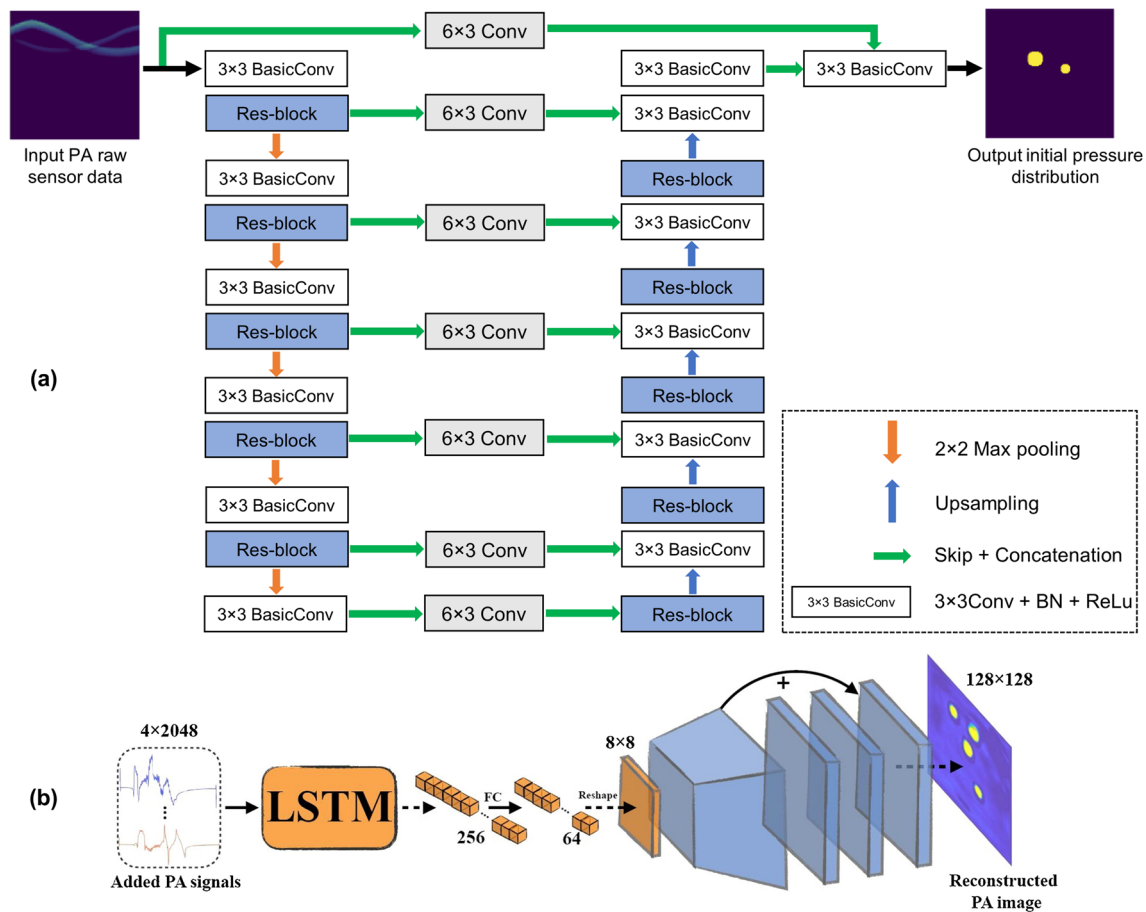 6×3 Conv
3×3 BasicConv
3×3 BasicConv
3×3 BasicConv
Res-block
6×3 Conv
3×3 BasicConv
Input PA raw
sensor data
Output initial pressure
distribution
3×3 BasicConv
Res-block
Res-block
6×3 Conv
3×3 BasicConv
3×3 BasicConv
Res-block
Res-block
6×3 Conv
3×3 BasicConv
(a)
3×3 BasicConv
Res-block
Res-block
6×3 Conv
3×3 BasicConv
3×3 BasicConv
Res-block
Res-block
6×3 Conv
3×3 BasicConv
3×3 BasicConv
6×3 Conv
Res-block
2×2 Max pooling
Upsampling
Skip + Concatenation
3×3 BasicConv
3×3Conv + BN + ReLu
(b)
4×2048
Added PA signals
LSTM
256
FC
64
Reshape
8×8
+
128×128
Reconstructed
PA image